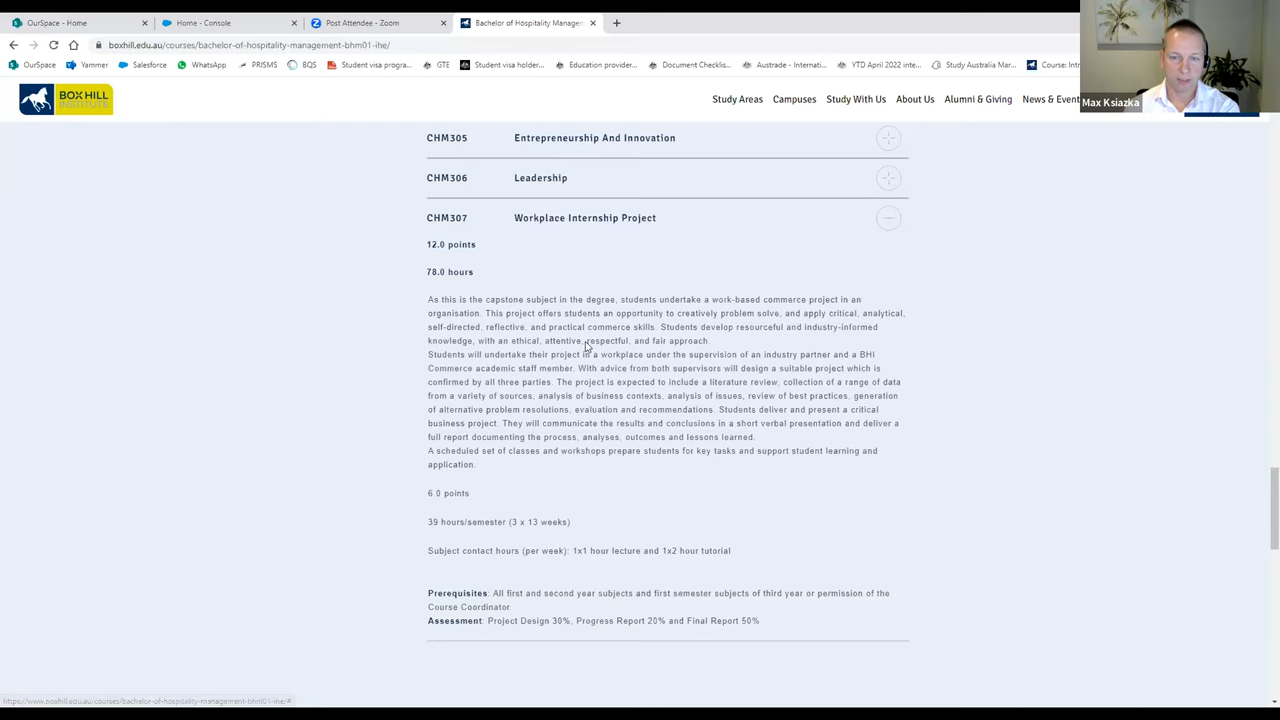 OurSpace - Home
Home - Console
Post Attendee - Zoom
Bachelor of Hospitality Managem
boxhill.edu.au/courses/bachelor-of-hospitality-management-bhm01-ihe/
OurSpace
Yammer
Salesforce
WhatsApp
PRISMS
BQS
Student visa progra...
GTE
Student visa holder...
Education provider...
Document Checklis...
Austrade - Internati...
YTD April 2022 inte...
Study Australia Mar...
Course: Int
Max Ksiazka
BOX HILL
INSTITUTE
Study Areas
Campuses
Study With Us
About Us
Alumni & Giving
News & Event
CHM305 Entrepreneurship And Innovation
CHM306 Leadership
CHM307 Workplace Internship Project
12.0 points
78.0 hours
As this is the capstone subject in the degree, students undertake a work-based commerce project in an
organisation. This project offers students an opportunity to creatively problem solve, and apply critical, analytical,
self-directed, reflective, and practical commerce skills. Students develop resourceful and industry-informed
knowledge, with an ethical, attentive, respectful, and fair approach.
Students will undertake their project in a workplace under the supervision of an industry partner and a BHI
Commerce academic staff member. With advice from both supervisors will design a suitable project which is
confirmed by all three parties. The project is expected to include a literature review, collection of a range of data
from a variety of sources, analysis of business contexts, analysis of issues, review of best practices, generation
of alternative problem resolutions, evaluation and recommendations. Students deliver and present a critical
business project. They will communicate the results and conclusions in a short verbal presentation and deliver a
full report documenting the process, analyses, outcomes and lessons learned.
A scheduled set of classes and workshops prepare students for key tasks and support student learning and
application.
6.0 points
39 hours/semester (3 x 13 weeks)
Subject contact hours (per week): 1x1 hour lecture and 1x2 hour tutorial
Prerequisites: All first and second year subjects and first semester subjects of third year or permission of the
Course Coordinator
Assessment: Project Design 30%, Progress Report 20% and Final Report 50%
https://www.boxhill.edu.au/courses/bachelor-of-hospitality-management-bhm01-ihe/#